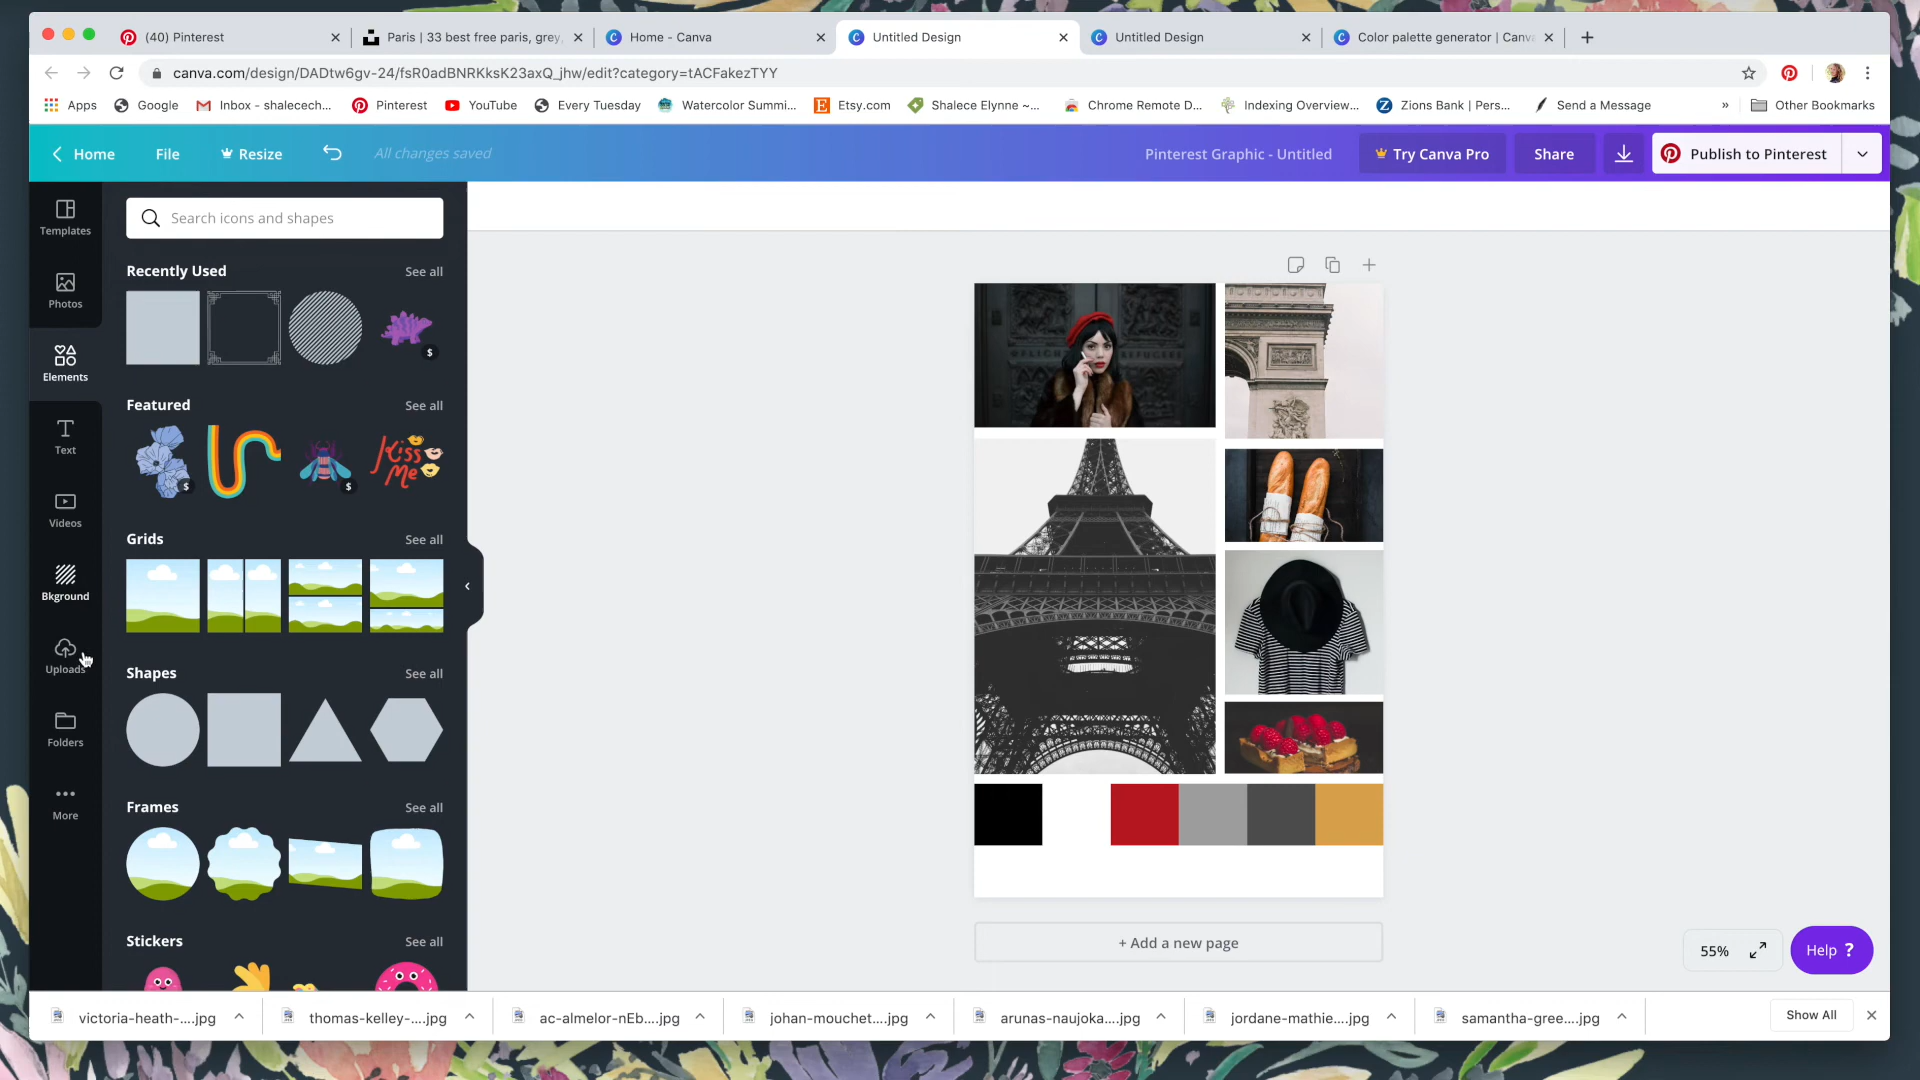 (40) Pinterest
Paris | 33 best free paris, grey,
Home - Canva
Untitled Design
Untitled Design
Color palette generator | Canva
canva.com/design/DADtw6gv-24/fsR0adBNRKksK23axQ_jhw/edit?category=tACFakezTYY
Apps
Google
Inbox - shalecech...
Pinterest
YouTube
Every Tuesday
Watercolor Summi...
Etsy.com
Shalece Elynne ~...
Chrome Remote D...
Indexing Overview...
Zions Bank | Pers...
Send a Message
»
Other Bookmarks
Home
File
Resize
All changes saved
Pinterest Graphic - Untitled
Try Canva Pro
Share
Publish to Pinterest
Templates
Photos
Elements
Text
Videos
Bkground
Uploads
Folders
More
Search icons and shapes
Recently Used
See all
$
Featured
See all
$
$
Kiss
Me
Grids
See all
Shapes
See all
Frames
See all
Stickers
See all
+ Add a new page
55%
Help ?
victoria-heath-....jpg
thomas-kelley-....jpg
ac-almelor-nEb....jpg
johan-mouchet....jpg
arunas-naujoka....jpg
jordane-mathie....jpg
samantha-gree....jpg
Show All